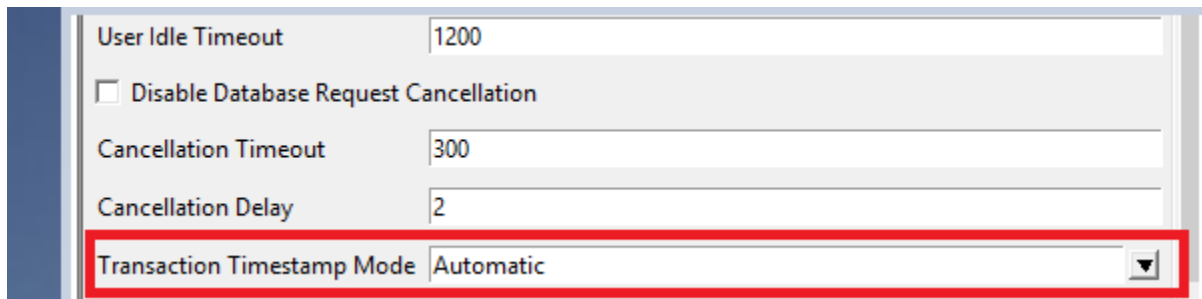 User Idle Timeout 1200
Disable Database Request Cancellation
Cancellation Timeout 300
Cancellation Delay 2
Transaction Timestamp Mode Automatic